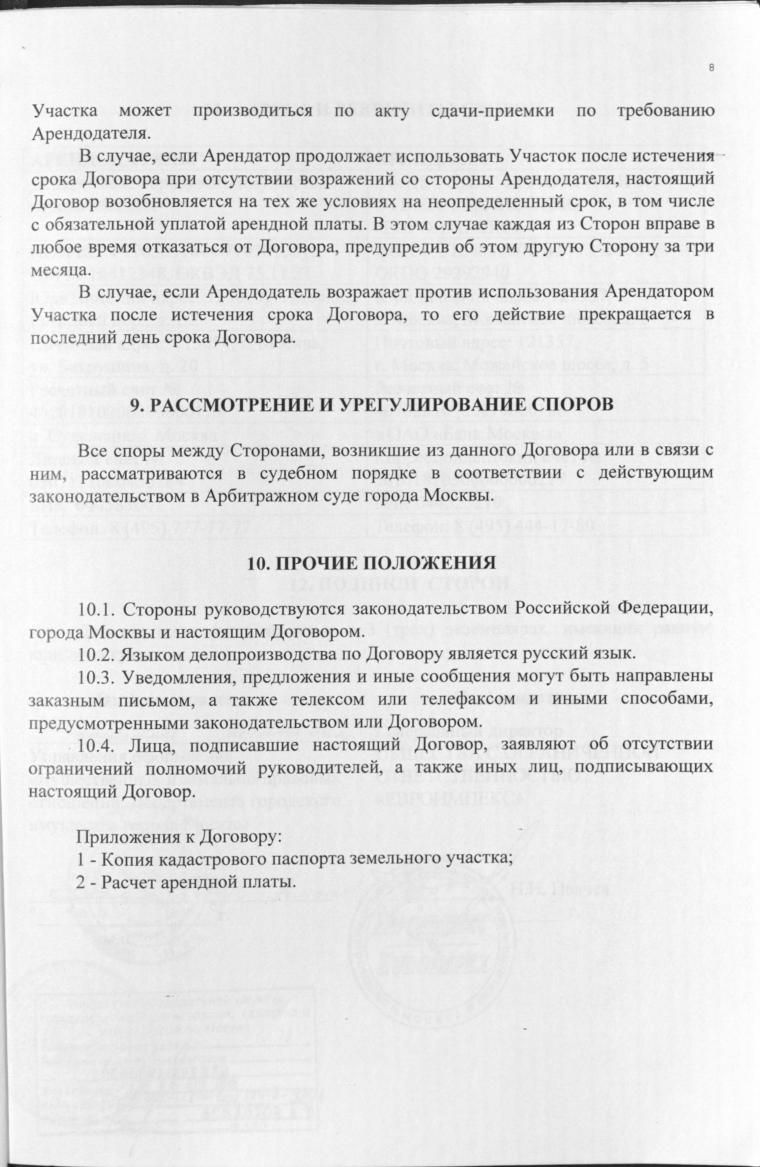 8
Участка может производиться по акту сдачи-приемки по требованию
Арендодателя.
В случае, если Арендатор продолжает использовать Участок после истечения
срока Договора при отсутствии возражений со стороны Арендодателя, настоящий
Договор возобновляется на тех же условиях на неопределенный срок, в том числе
с обязательной уплатой арендной платы. В этом случае каждая из Сторон вправе в
любое время отказаться от Договора, предупредив об этом другую Сторону за три
месяца.
В случае, если Арендодатель возражает против использования Арендатором
Участка после истечения срока Договора, то его действие прекращается в
последний день срока Договора.
9. РАССМОТРЕНИЕ И УРЕГУЛИРОВАНИЕ СПОРОВ
Все споры между Сторонами, возникшие из данного Договора или в связи с
ним, рассматриваются в судебном порядке в соответствии с действующим
законодательством в Арбитражном суде города Москвы.
10. ПРОЧИЕ ПОЛОЖЕНИЯ
10.1. Стороны руководствуются законодательством Российской Федерации,
города Москвы и настоящим Договором.
10.2. Языком делопроизводства по Договору является русский язык.
10.3. Уведомления, предложения и иные сообщения могут быть направлены
заказным письмом, а также телексом или телефаксом и иными способами,
предусмотренными законодательством или Договором.
10.4. Лица, подписавшие настоящий Договор, заявляют об отсутствии
ограничений полномочий руководителей, а также иных лиц, подписывающих
настоящий Договор.
Приложения к Договору:
1 - Копия кадастрового паспорта земельного участка;
2 - Расчет арендной платы.